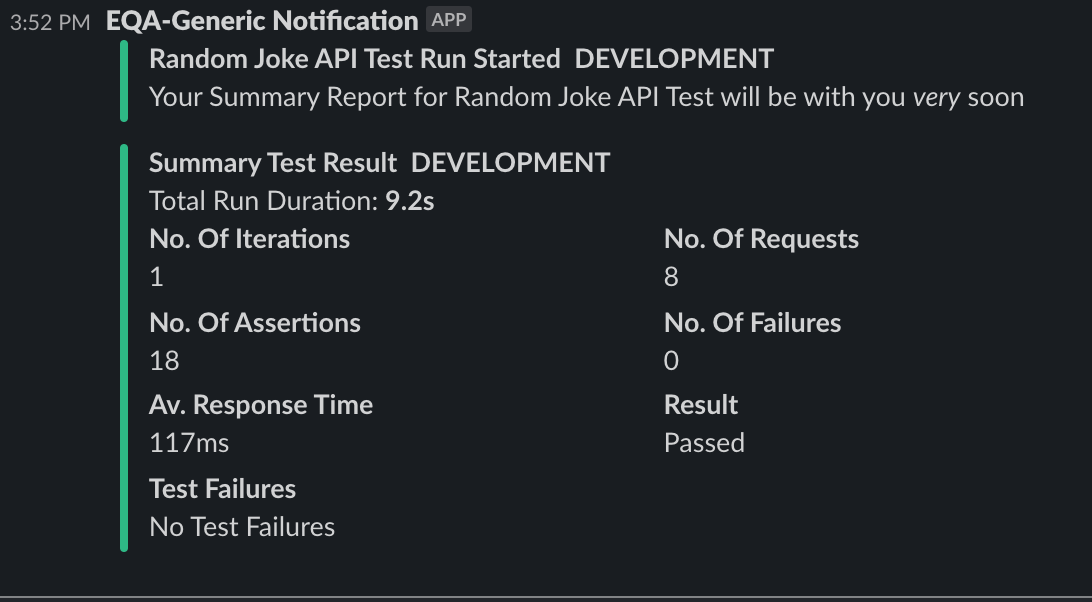 3:52 PM EQA-Generic Notification APP
Random Joke API Test Run Started DEVELOPMENT
Your Summary Report for Random Joke API Test will be with you very soon
Summary Test Result DEVELOPMENT
Total Run Duration: 9.2s
No. Of Iterations No. Of Requests
1 8
No. Of Assertions No. Of Failures
18 0
Av. Response Time Result
117ms Passed
Test Failures
No Test Failures